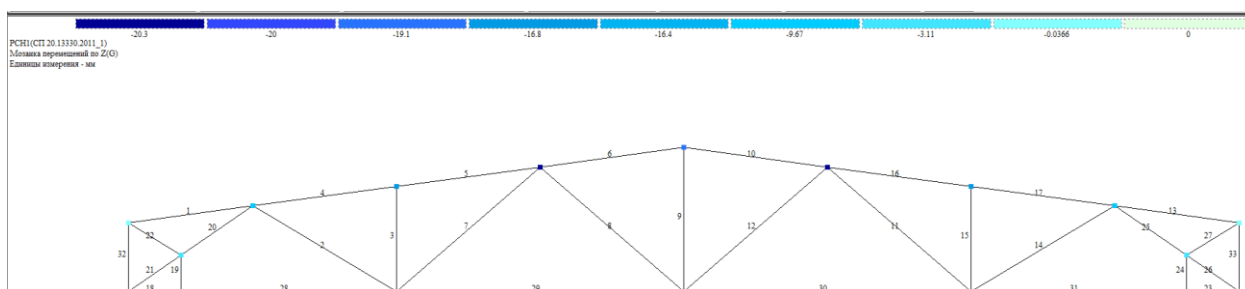 -20.3 -20 -19.1 -16.8 -16.4 -9.67 -3.11 -0.0366 0
РСН1(СП 20.13330.2011_1)
Мозаика перемещений по Z(G)
Единицы измерения - мм
6 10
5 16
4 17
1 13
20 25
22 27
32 2 3 7 8 9 12 11 15 14 33
21 19 24 26
18 28 29 30 31 23